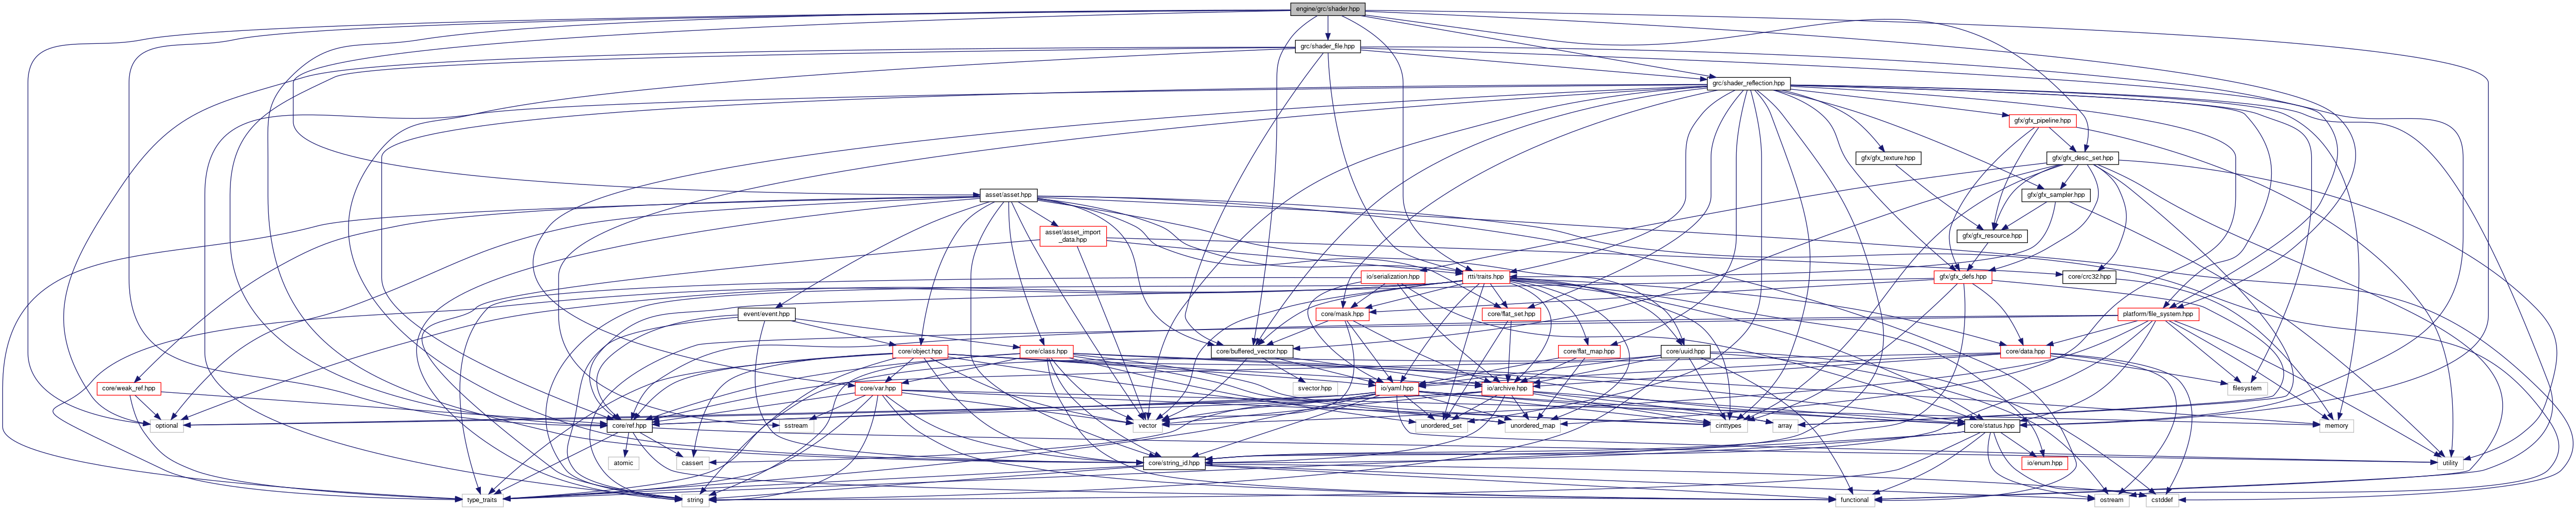 engine/grc/shader.hpp
grc/shader_file.hpp
grc/shader_reflection.hpp
gfx/gfx_pipeline.hpp
gfx/gfx_texture.hpp
gfx/gfx_desc_set.hpp
asset/asset.hpp
gfx/gfx_sampler.hpp
asset/asset_import
_data.hpp
gfx/gfx_resource.hpp
io/serialization.hpp
rtti/traits.hpp
gfx/gfx_defs.hpp
core/crc32.hpp
event/event.hpp
core/mask.hpp
core/flat_set.hpp
platform/file_system.hpp
core/object.hpp
core/class.hpp
core/buffered_vector.hpp
core/flat_map.hpp
core/uuid.hpp
core/data.hpp
core/weak_ref.hpp
core/var.hpp
svector.hpp
io/yaml.hpp
io/archive.hpp
filesystem
optional
core/ref.hpp
sstream
vector
unordered_set
unordered_map
cinttypes
array
core/status.hpp
memory
atomic
cassert
core/string_id.hpp
io/enum.hpp
utility
type_traits
string
functional
ostream
cstddef